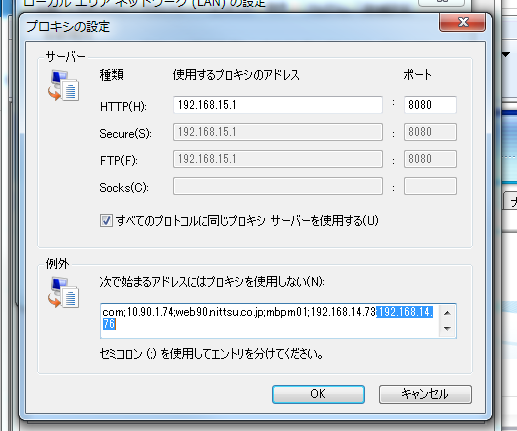 ローカル エリア ネットワーク (LAN) の設定
プロキシの設定
サーバー
種類 使用するプロキシのアドレス ポート
HTTP(H): 192.168.15.1 : 8080
Secure(S): 192.168.15.1 : 8080
FTP(F): 192.168.15.1 : 8080
Socks(C): :
すべてのプロトコルに同じプロキシ サーバーを使用する(U)
例外
次で始まるアドレスにはプロキシを使用しない(N):
com;10.90.1.74;web90.nittsu.co.jp;mbpm01;192.168.14.73;192.168.14.
76
セミコロン (;) を使用してエントリを分けてください。
OK キャンセル